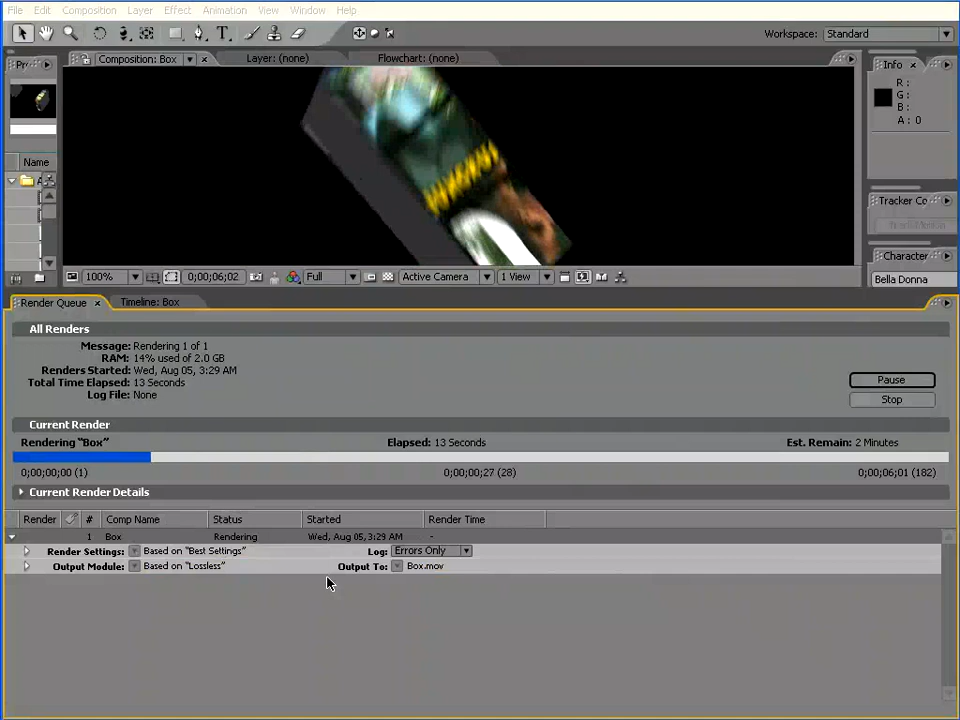 File Edit Composition Layer Effect Animation View Window Help
Workspace: Standard
Composition: Box Layer: (none) Flowchart: (none)
Info
R :
G :
B :
A : 0
Name
Tracker Co
Character
Bella Donna
100% 0;00;06;02 Full Active Camera 1 View
Render Queue Timeline: Box
All Renders
Message: Rendering 1 of 1
RAM: 14% used of 2.0 GB
Renders Started: Wed, Aug 05, 3:29 AM
Total Time Elapsed: 13 Seconds
Log File: None
Pause
Stop
Current Render
Rendering "Box" Elapsed: 13 Seconds Est. Remain: 2 Minutes
0;00;00;00 (1) 0;00;00;27 (28) 0;00;06;01 (182)
Current Render Details
Render # Comp Name Status Started Render Time
1 Box Rendering Wed, Aug 05, 3:29 AM -
Render Settings: Based on "Best Settings" Log: Errors Only
Output Module: Based on "Lossless" Output To: Box.mov